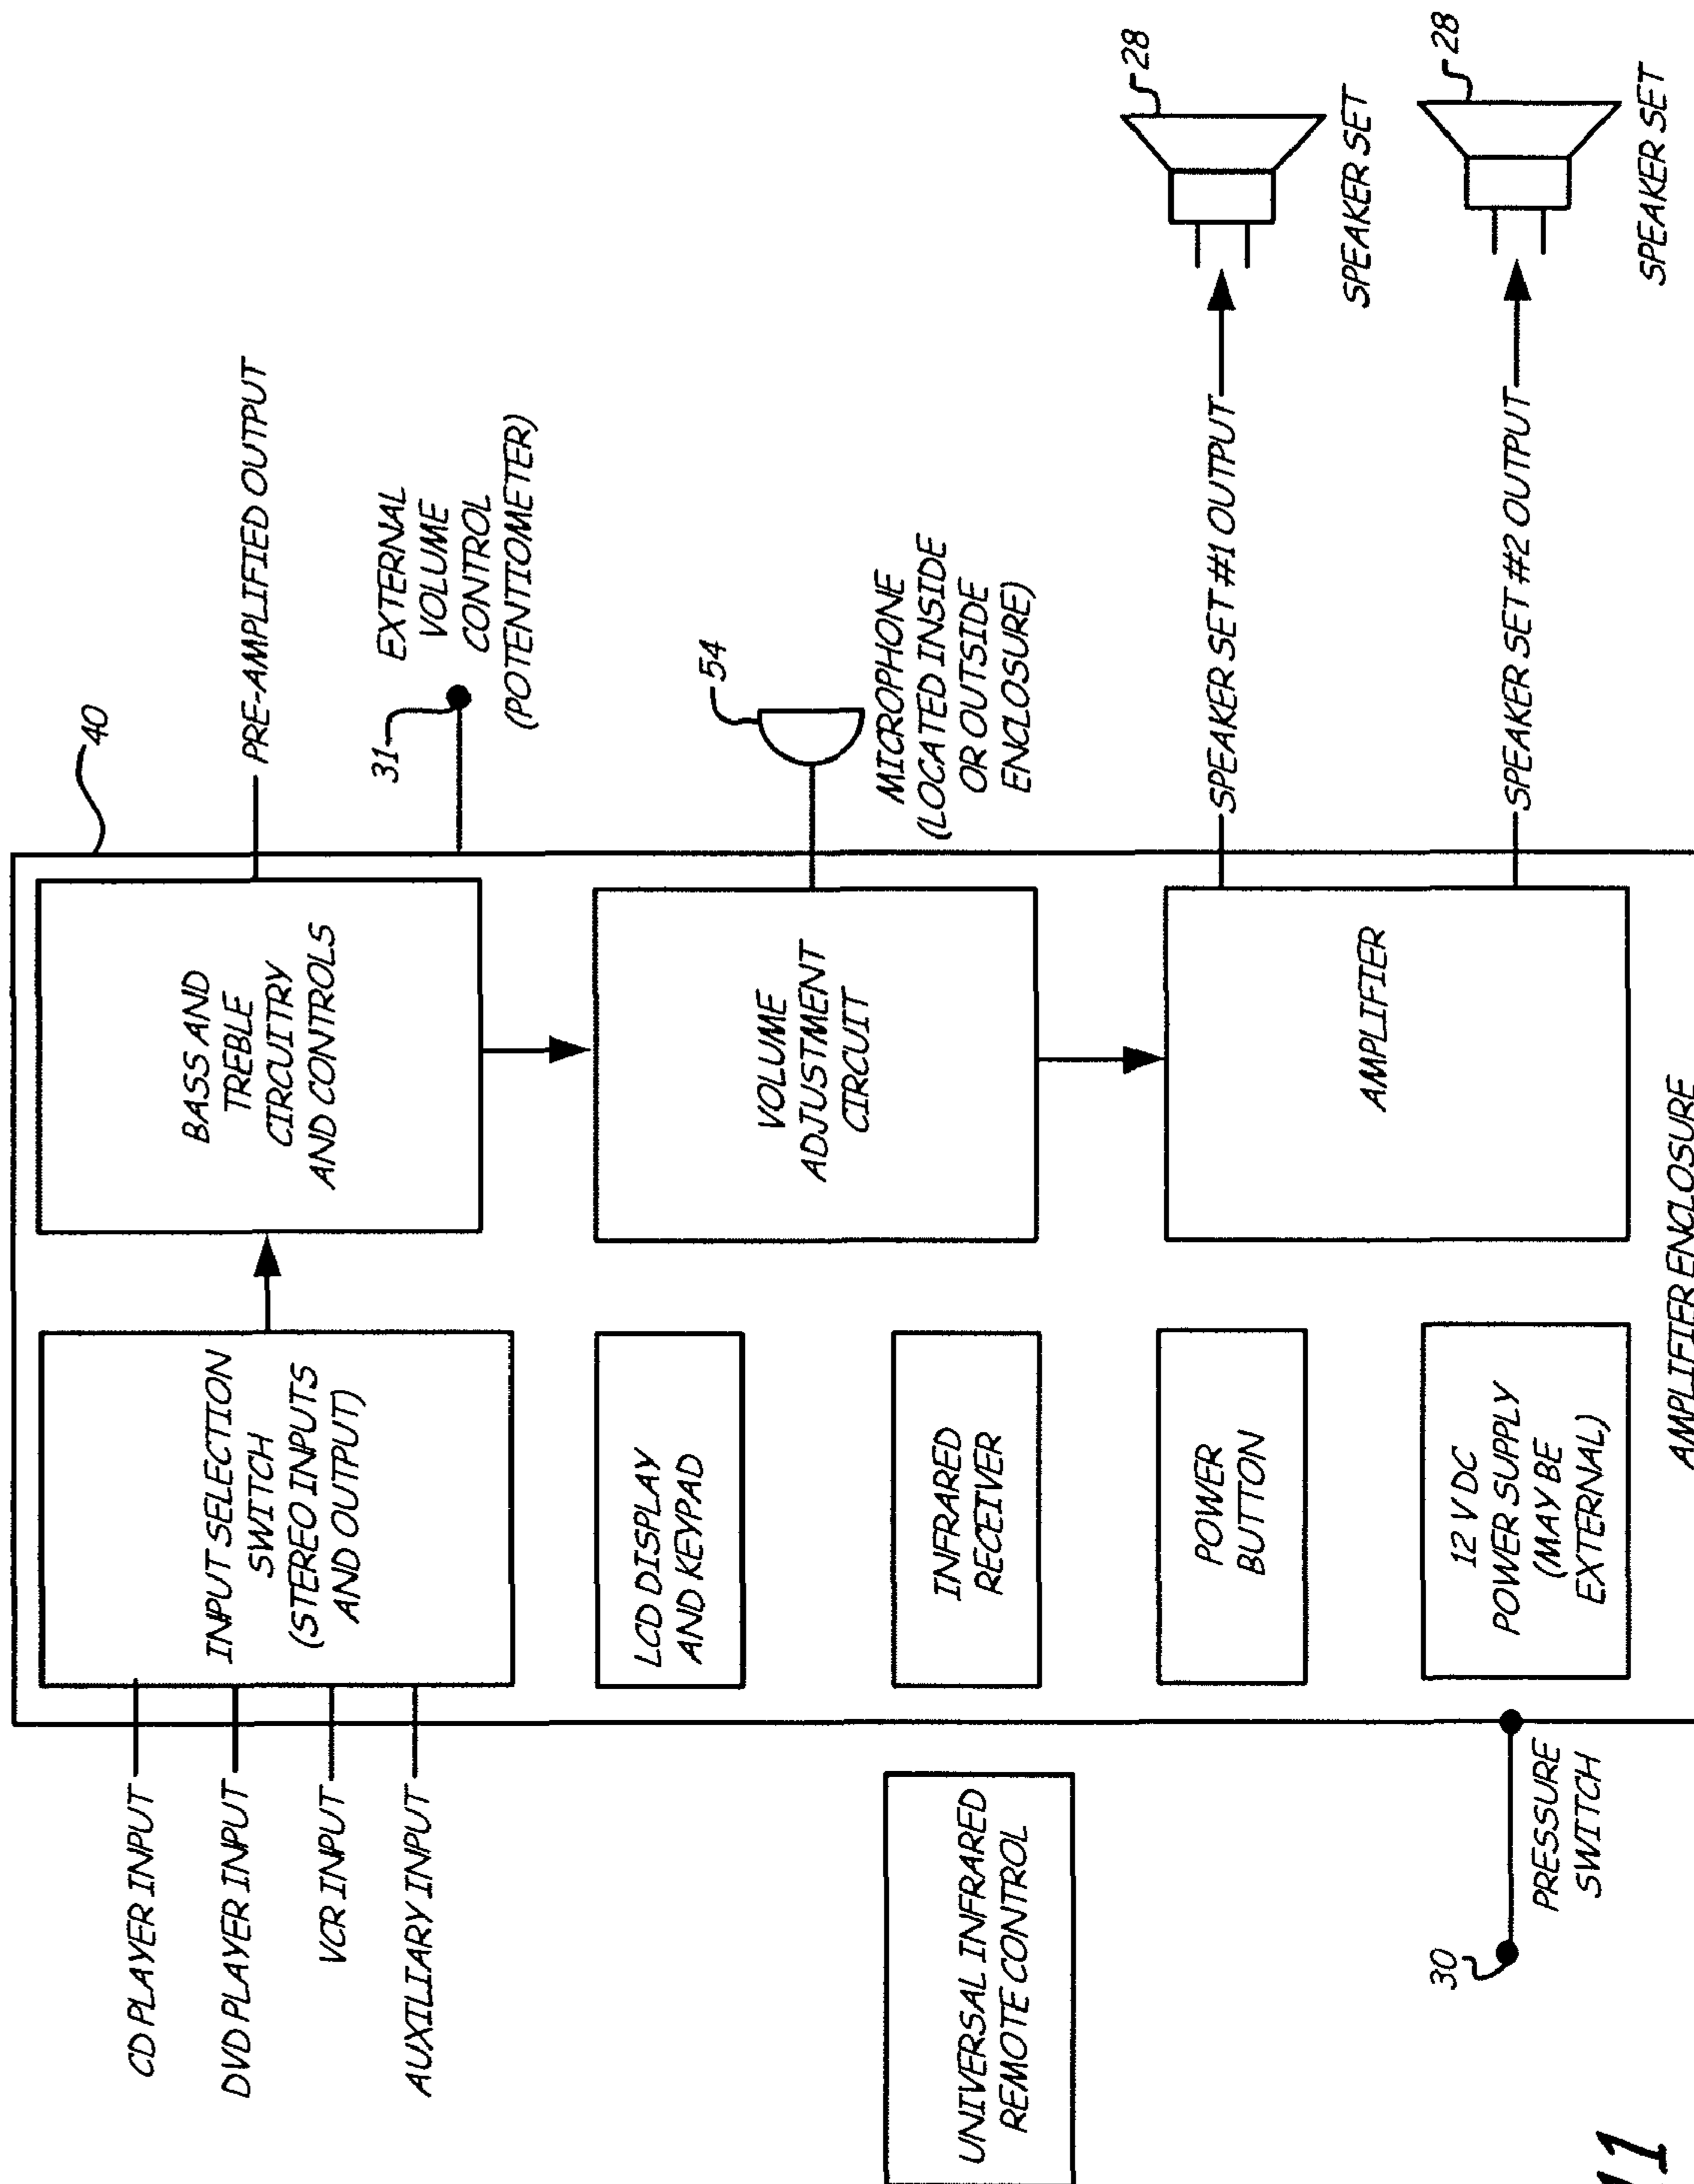 CD PLAYER INPUT
DVD PLAYER INPUT
VCR INPUT
AUXILIARY INPUT
INPUT SELECTION
SWITCH
(STEREO INPUTS
AND OUTPUT)
BASS AND
TREBLE
CIRCUITRY
AND CONTROLS
40
PRE-AMPLIFIED OUTPUT
31
EXTERNAL
VOLUME
CONTROL
(POTENTIOMETER)
LCD DISPLAY
AND KEYPAD
VOLUME
ADJUSTMENT
CIRCUIT
54
MICROPHONE
(LOCATED INSIDE
OR OUTSIDE
ENCLOSURE)
UNIVERSAL INFRARED
REMOTE CONTROL
INFRARED
RECEIVER
POWER
BUTTON
AMPLIFIER
SPEAKER SET #1 OUTPUT
28
SPEAKER SET
SPEAKER SET #2 OUTPUT
28
SPEAKER SET
30
PRESSURE
SWITCH
12 V DC
POWER SUPPLY
(MAY BE
EXTERNAL)
AMPLIFIER ENCLOSURE